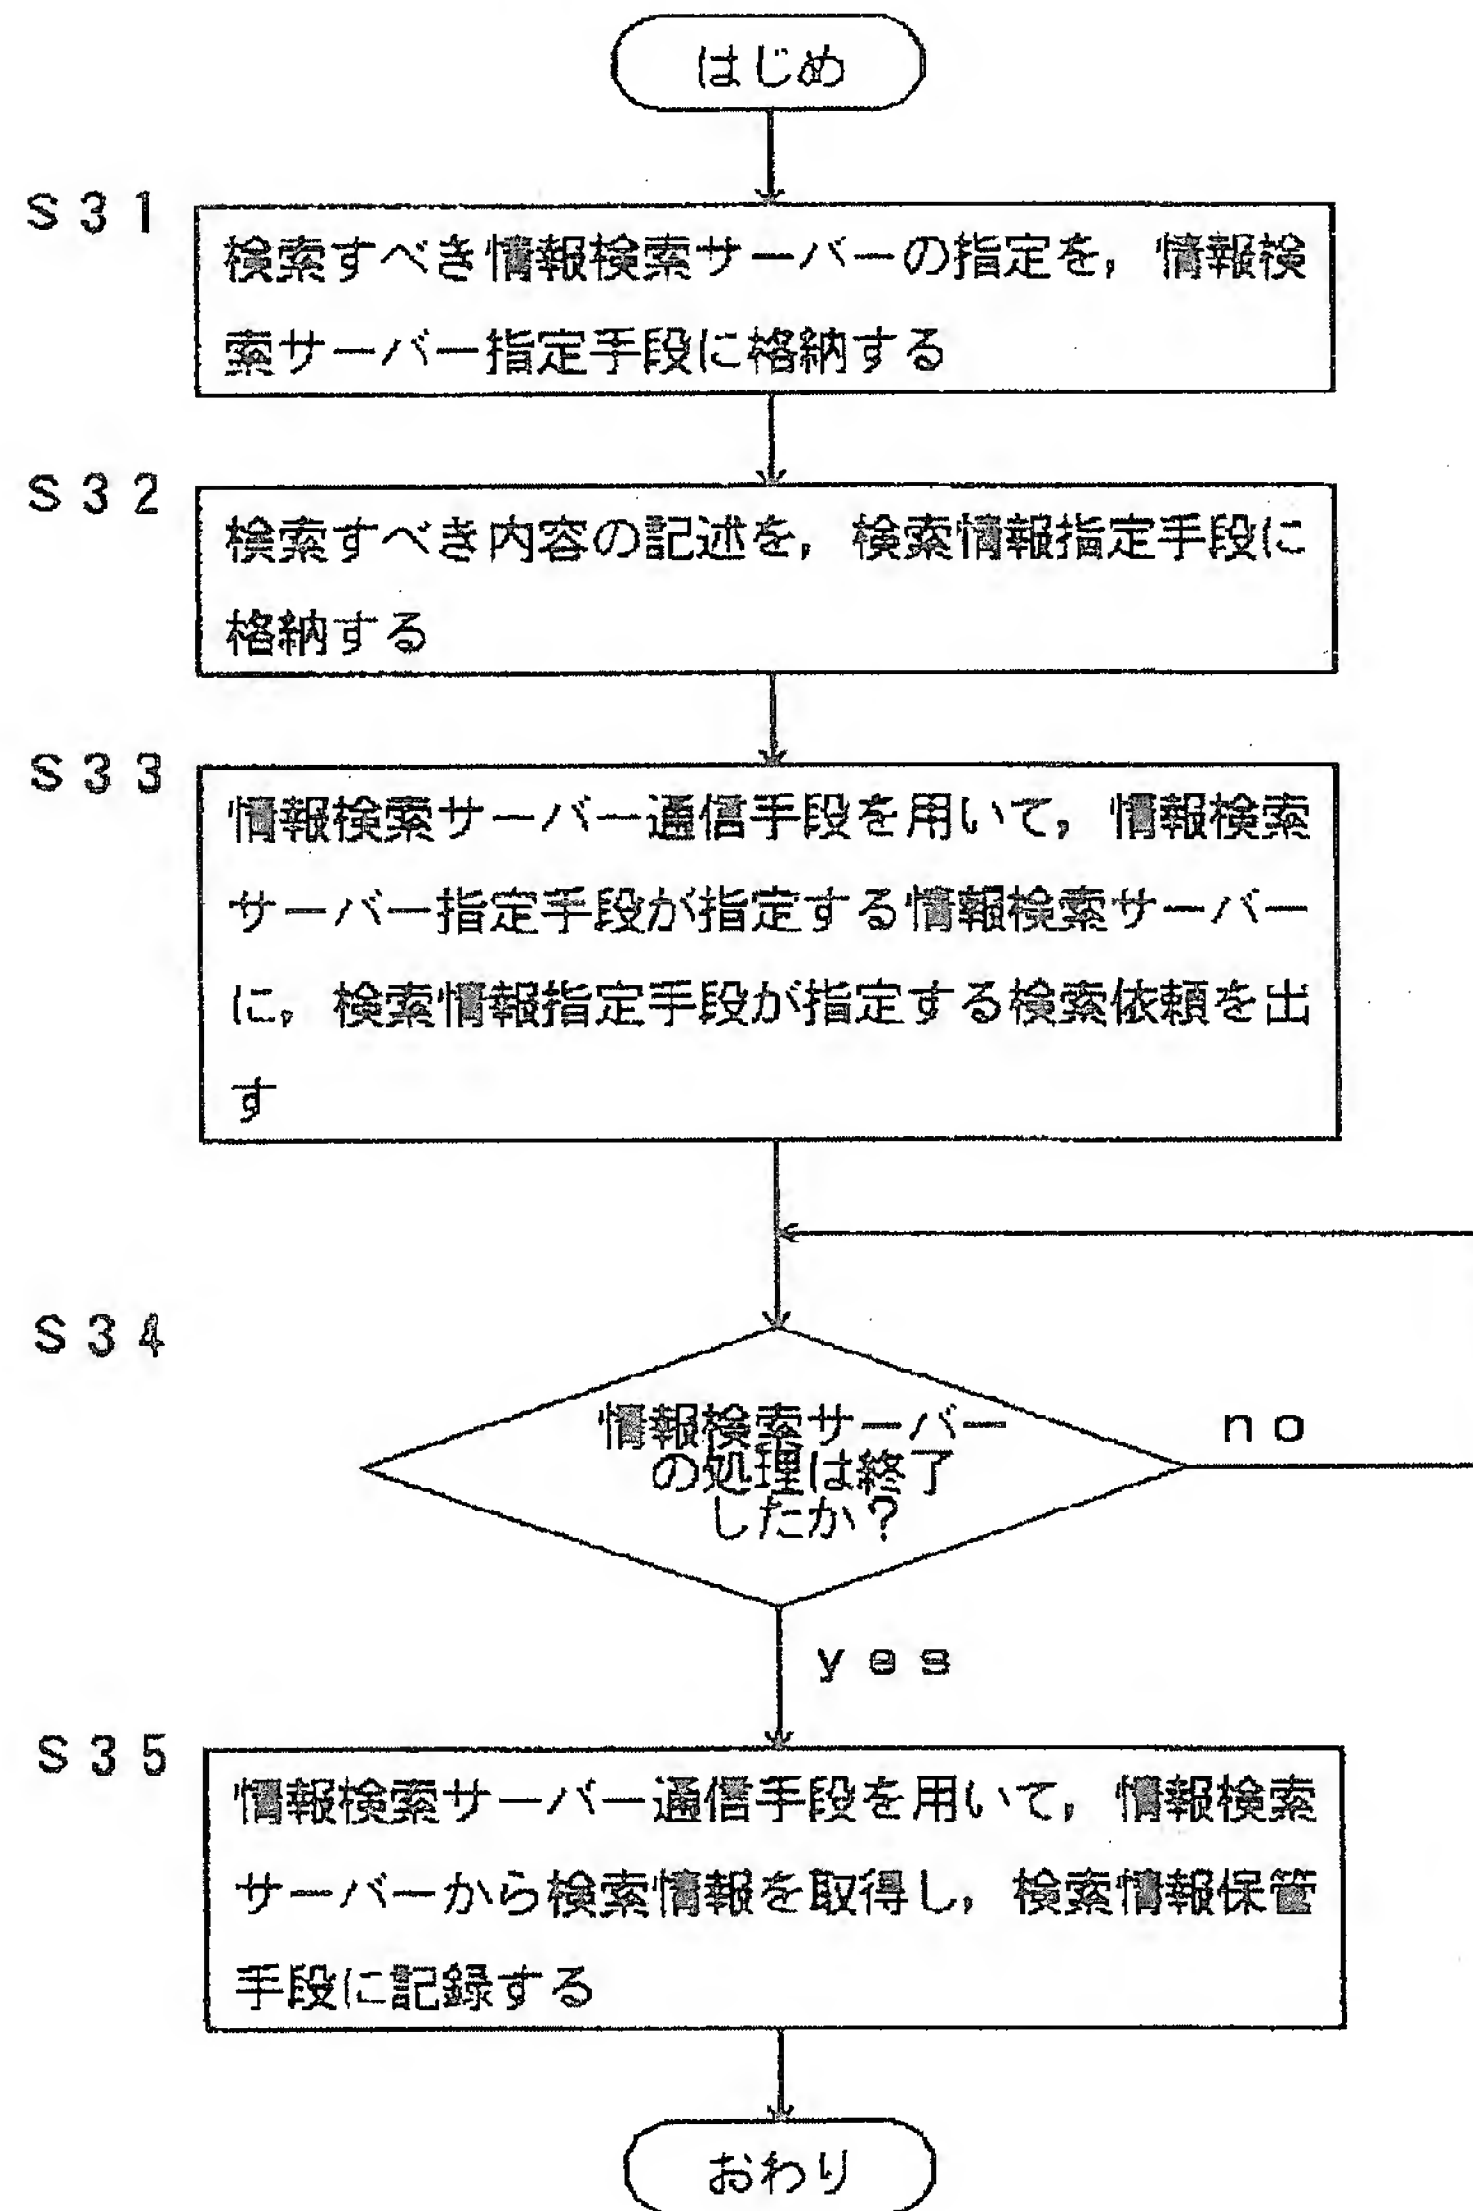 はじめ
S31
検索すべき情報検索サーバーの指定を，情報検
索サーバー指定手段に格納する
S32
検索すべき内容の記述を，検索情報指定手段に
格納する
S33
情報検索サーバー通信手段を用いて，情報検索
サーバー指定手段が指定する情報検索サーバー
に，検索情報指定手段が指定する検索依頼を出
す
S34
情報検索サーバー
の処理は終了
したか？
no
yes
S35
情報検索サーバー通信手段を用いて，情報検索
サーバーから検索情報を取得し，検索情報保管
手段に記録する
おわり